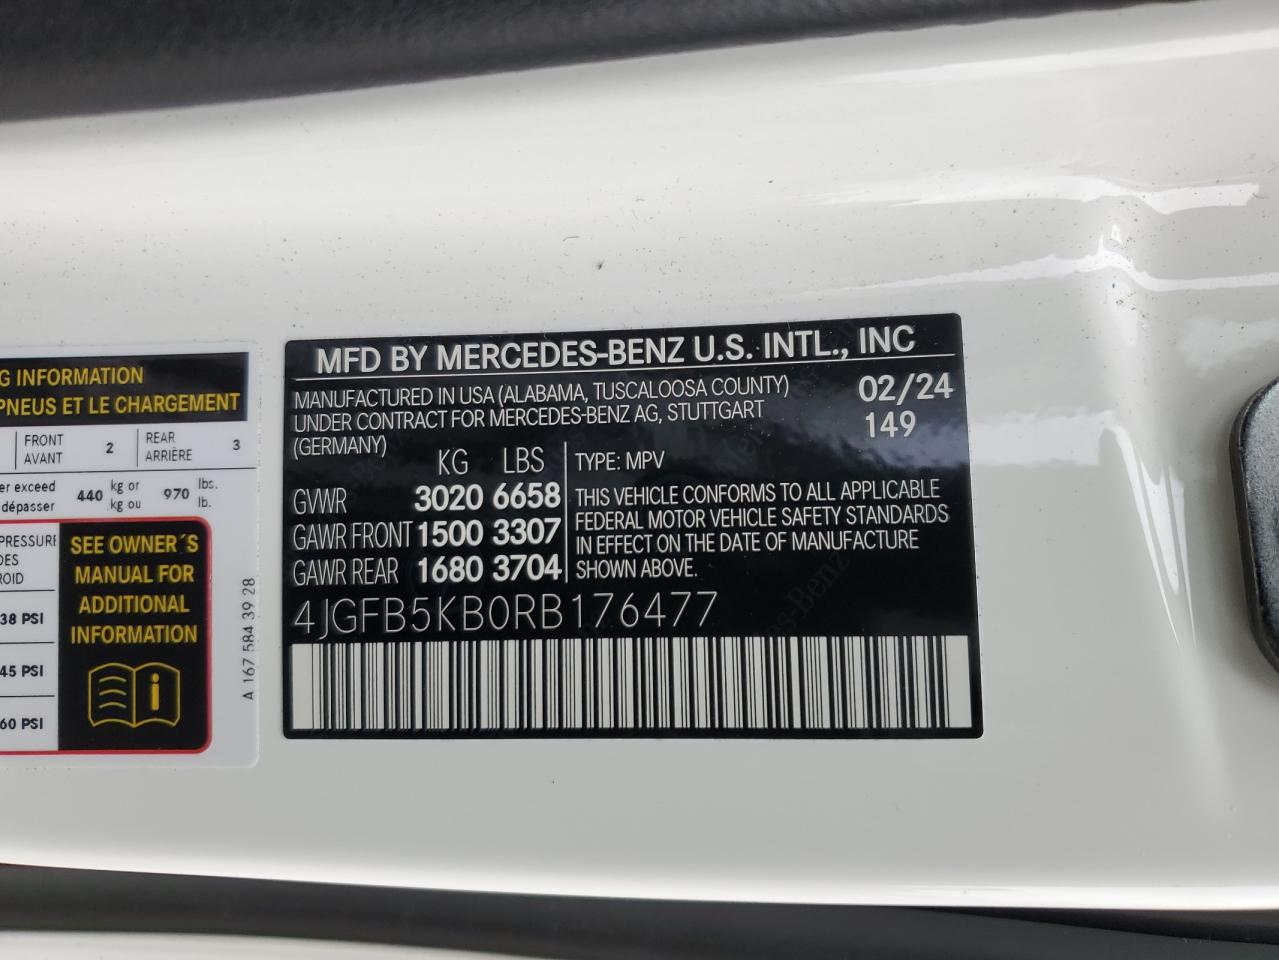 G INFORMATION
PNEUS ET LE CHARGEMENT
FRONT
AVANT
2
REAR
ARRIÈRE
3
er exceed
dépasser
440
kg or
kg ou
970
lbs.
lb.
PRESSURE
DES
ROID
38 PSI
45 PSI
60 PSI
SEE OWNER´S
MANUAL FOR
ADDITIONAL
INFORMATION
A 167 584 39 28
MFD BY MERCEDES-BENZ U.S. INTL., INC
MANUFACTURED IN USA (ALABAMA, TUSCALOOSA COUNTY)
UNDER CONTRACT FOR MERCEDES-BENZ AG, STUTTGART
(GERMANY)
02/24
149
KG LBS
GVWR 3020 6658
GAWR FRONT 1500 3307
GAWR REAR 1680 3704
TYPE: MPV
THIS VEHICLE CONFORMS TO ALL APPLICABLE
FEDERAL MOTOR VEHICLE SAFETY STANDARDS
IN EFFECT ON THE DATE OF MANUFACTURE
SHOWN ABOVE.
4JGFB5KB0RB176477